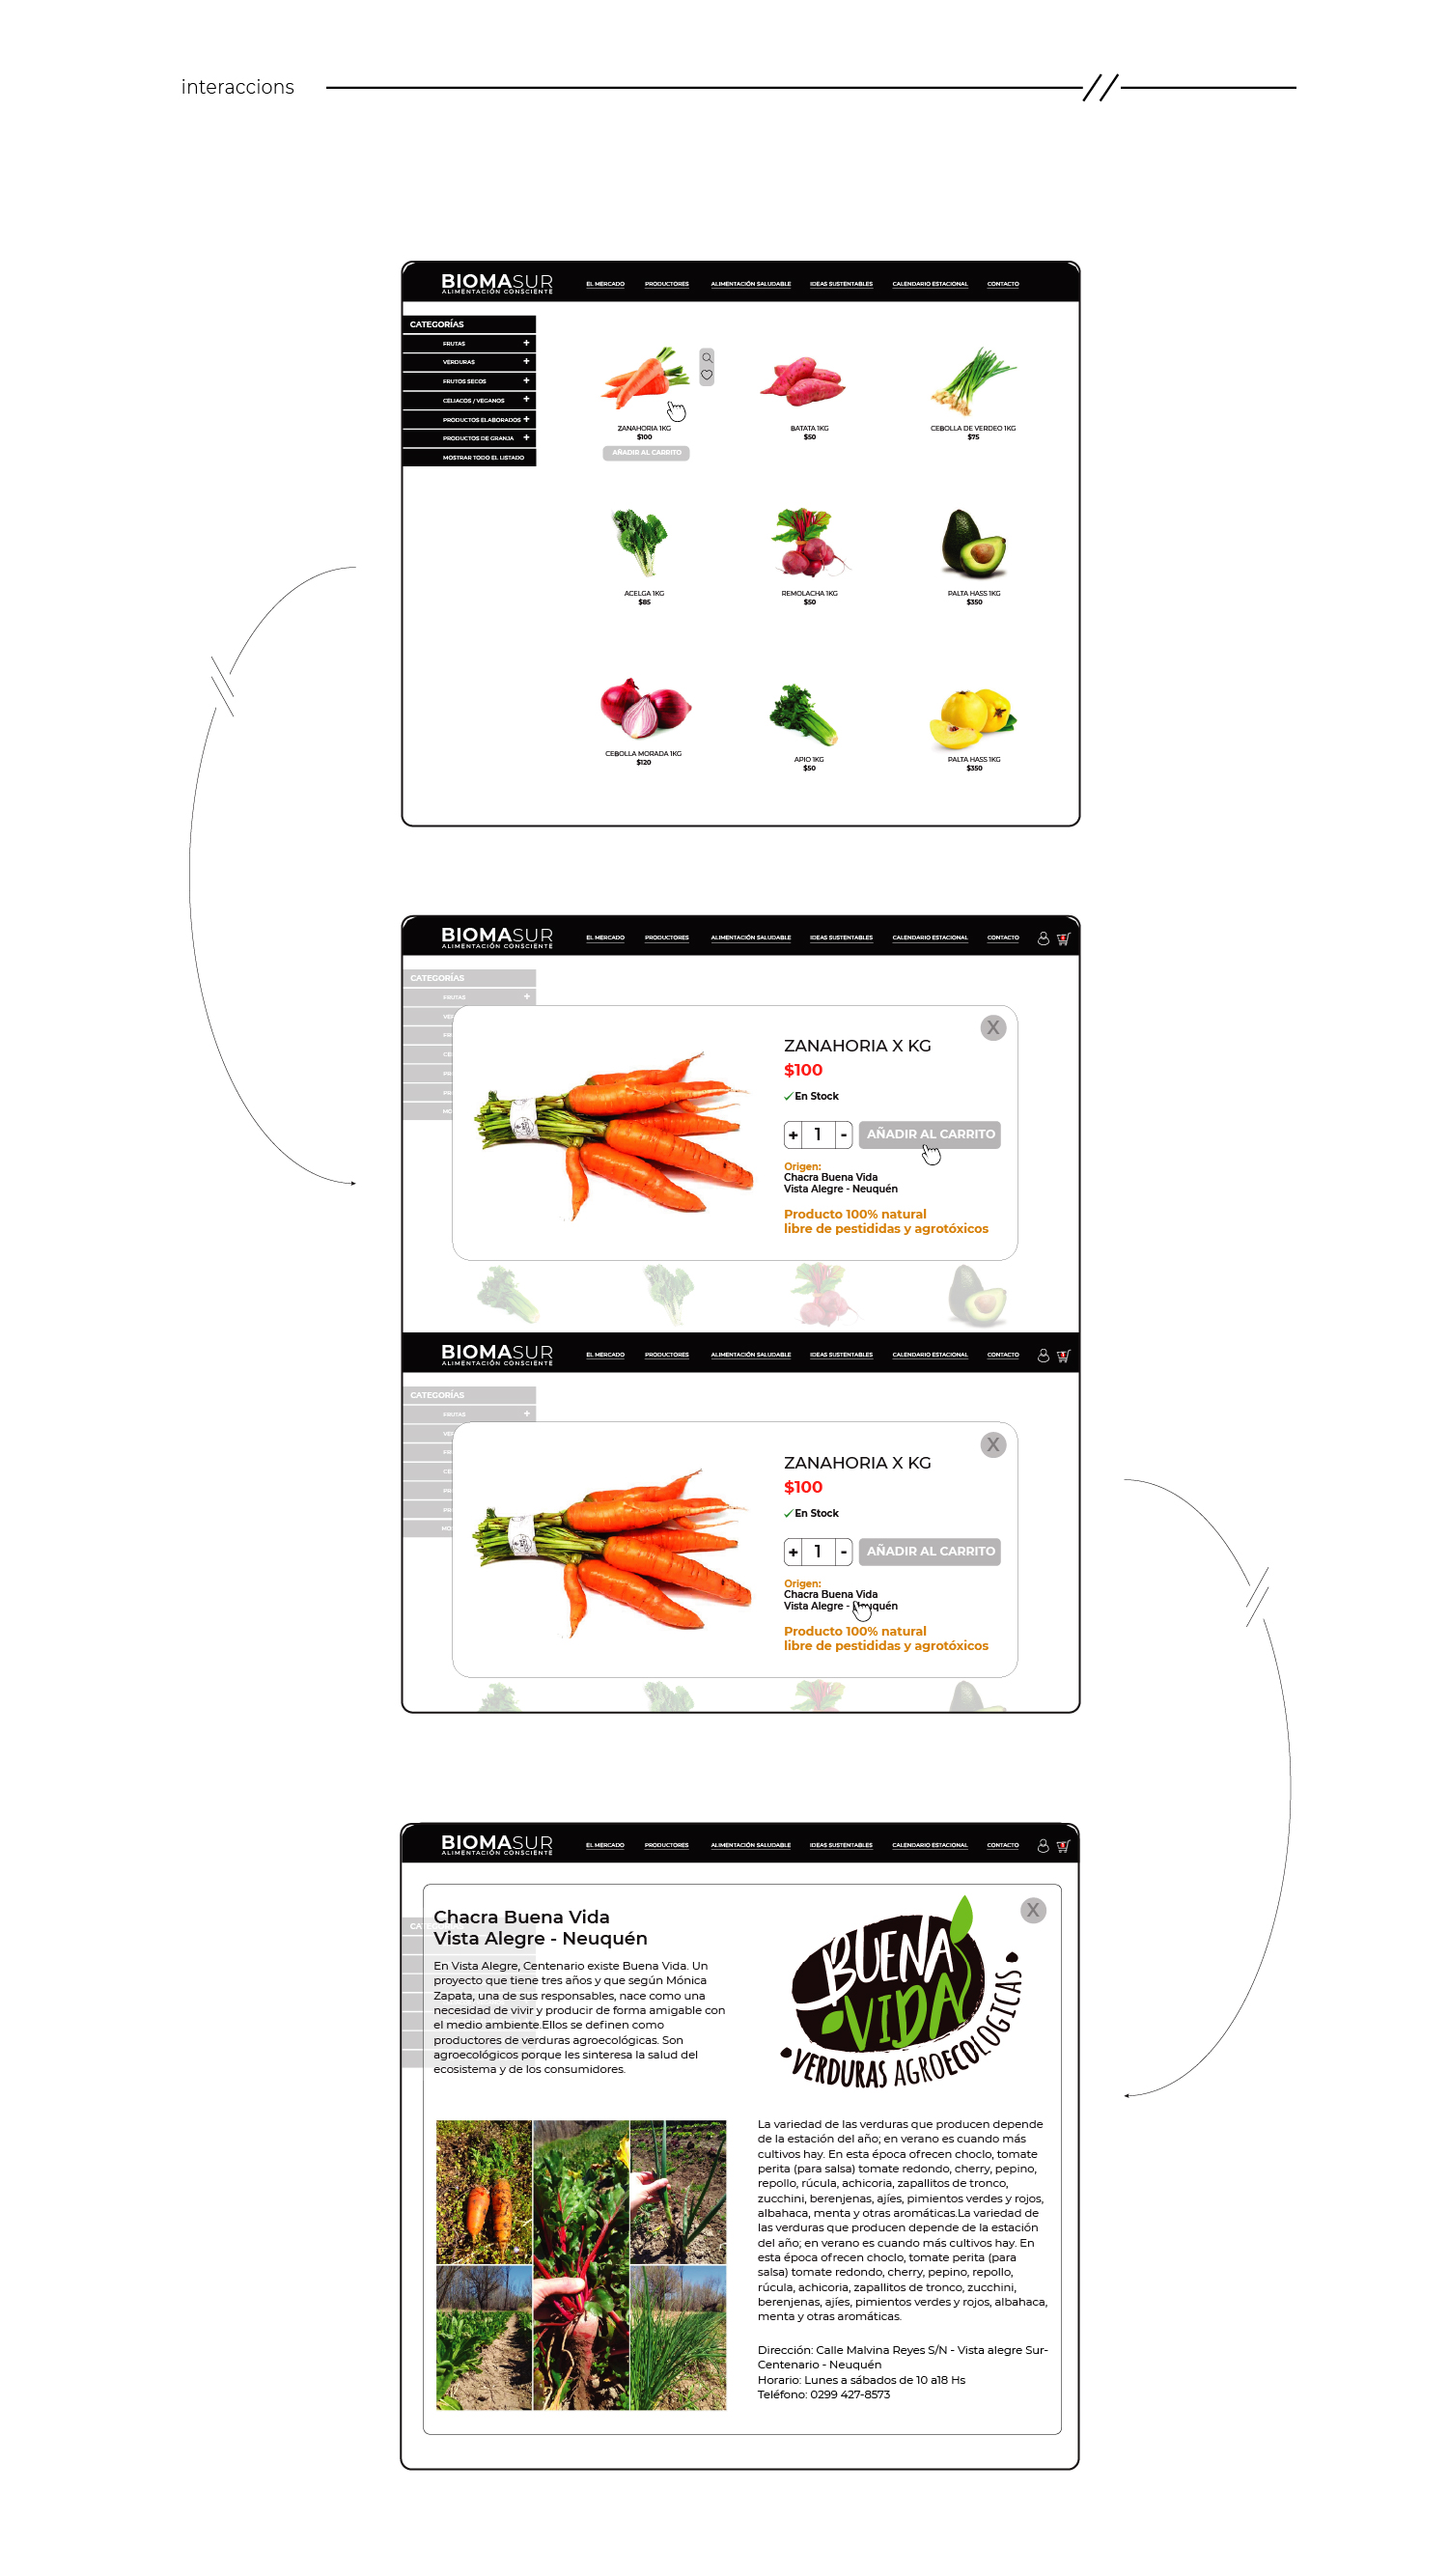 interaccions
BIOMASUR
ALIMENTACIÓN CONSCIENTE
EL MERCADO PRODUCTORES ALIMENTACIÓN SALUDABLE IDEAS SUSTENTABLES CALENDARIO ESTACIONAL CONTACTO
CATEGORÍAS
FRUTAS +
VERDURAS +
FRUTOS SECOS +
CELIACOS / VEGANOS +
PRODUCTOS ELABORADOS +
PRODUCTOS DE GRANJA +
MOSTRAR TODO EL LISTADO
ZANAHORIA 1KG
$100
AÑADIR AL CARRITO
BATATA 1KG
$50
CEBOLLA DE VERDEO 1KG
$75
ACELGA 1KG
$85
REMOLACHA 1KG
$50
PALTA HASS 1KG
$350
CEBOLLA MORADA 1KG
$120
APIO 1KG
$50
PALTA HASS 1KG
$350
BIOMASUR
ALIMENTACIÓN CONSCIENTE
EL MERCADO PRODUCTORES ALIMENTACIÓN SALUDABLE IDEAS SUSTENTABLES CALENDARIO ESTACIONAL CONTACTO
CATEGORÍAS
FRUTAS +
VE
FR
CE
PR
PR
MO
X
ZANAHORIA X KG
$100
En Stock
+ 1 - AÑADIR AL CARRITO
Origen:
Chacra Buena Vida
Vista Alegre - Neuquén
Producto 100% natural
libre de pestididas y agrotóxicos
BIOMASUR
ALIMENTACIÓN CONSCIENTE
EL MERCADO PRODUCTORES ALIMENTACIÓN SALUDABLE IDEAS SUSTENTABLES CALENDARIO ESTACIONAL CONTACTO
CATEGORÍAS
FRUTAS +
VE
FR
CE
PR
PR
MO
X
ZANAHORIA X KG
$100
En Stock
+ 1 - AÑADIR AL CARRITO
Origen:
Chacra Buena Vida
Vista Alegre - Neuquén
Producto 100% natural
libre de pestididas y agrotóxicos
BIOMASUR
ALIMENTACIÓN CONSCIENTE
EL MERCADO PRODUCTORES ALIMENTACIÓN SALUDABLE IDEAS SUSTENTABLES CALENDARIO ESTACIONAL CONTACTO
X
CATE
Chacra Buena Vida
Vista Alegre - Neuquén
En Vista Alegre, Centenario existe Buena Vida. Un
proyecto que tiene tres años y que según Mónica
Zapata, una de sus responsables, nace como una
necesidad de vivir y producir de forma amigable con
el medio ambiente.Ellos se definen como
productores de verduras agroecológicas. Son
agroecológicos porque les sinteresa la salud del
ecosistema y de los consumidores.
BUENA
VIDA
VERDURAS AGROECOLOGICAS
La variedad de las verduras que producen depende
de la estación del año; en verano es cuando más
cultivos hay. En esta época ofrecen choclo, tomate
perita (para salsa) tomate redondo, cherry, pepino,
repollo, rúcula, achicoria, zapallitos de tronco,
zucchini, berenjenas, ajíes, pimientos verdes y rojos,
albahaca, menta y otras aromáticas.La variedad de
las verduras que producen depende de la estación
del año; en verano es cuando más cultivos hay. En
esta época ofrecen choclo, tomate perita (para
salsa) tomate redondo, cherry, pepino, repollo,
rúcula, achicoria, zapallitos de tronco, zucchini,
berenjenas, ajíes, pimientos verdes y rojos, albahaca,
menta y otras aromáticas.
Dirección: Calle Malvina Reyes S/N - Vista alegre Sur-
Centenario - Neuquén
Horario: Lunes a sábados de 10 a18 Hs
Teléfono: 0299 427-8573